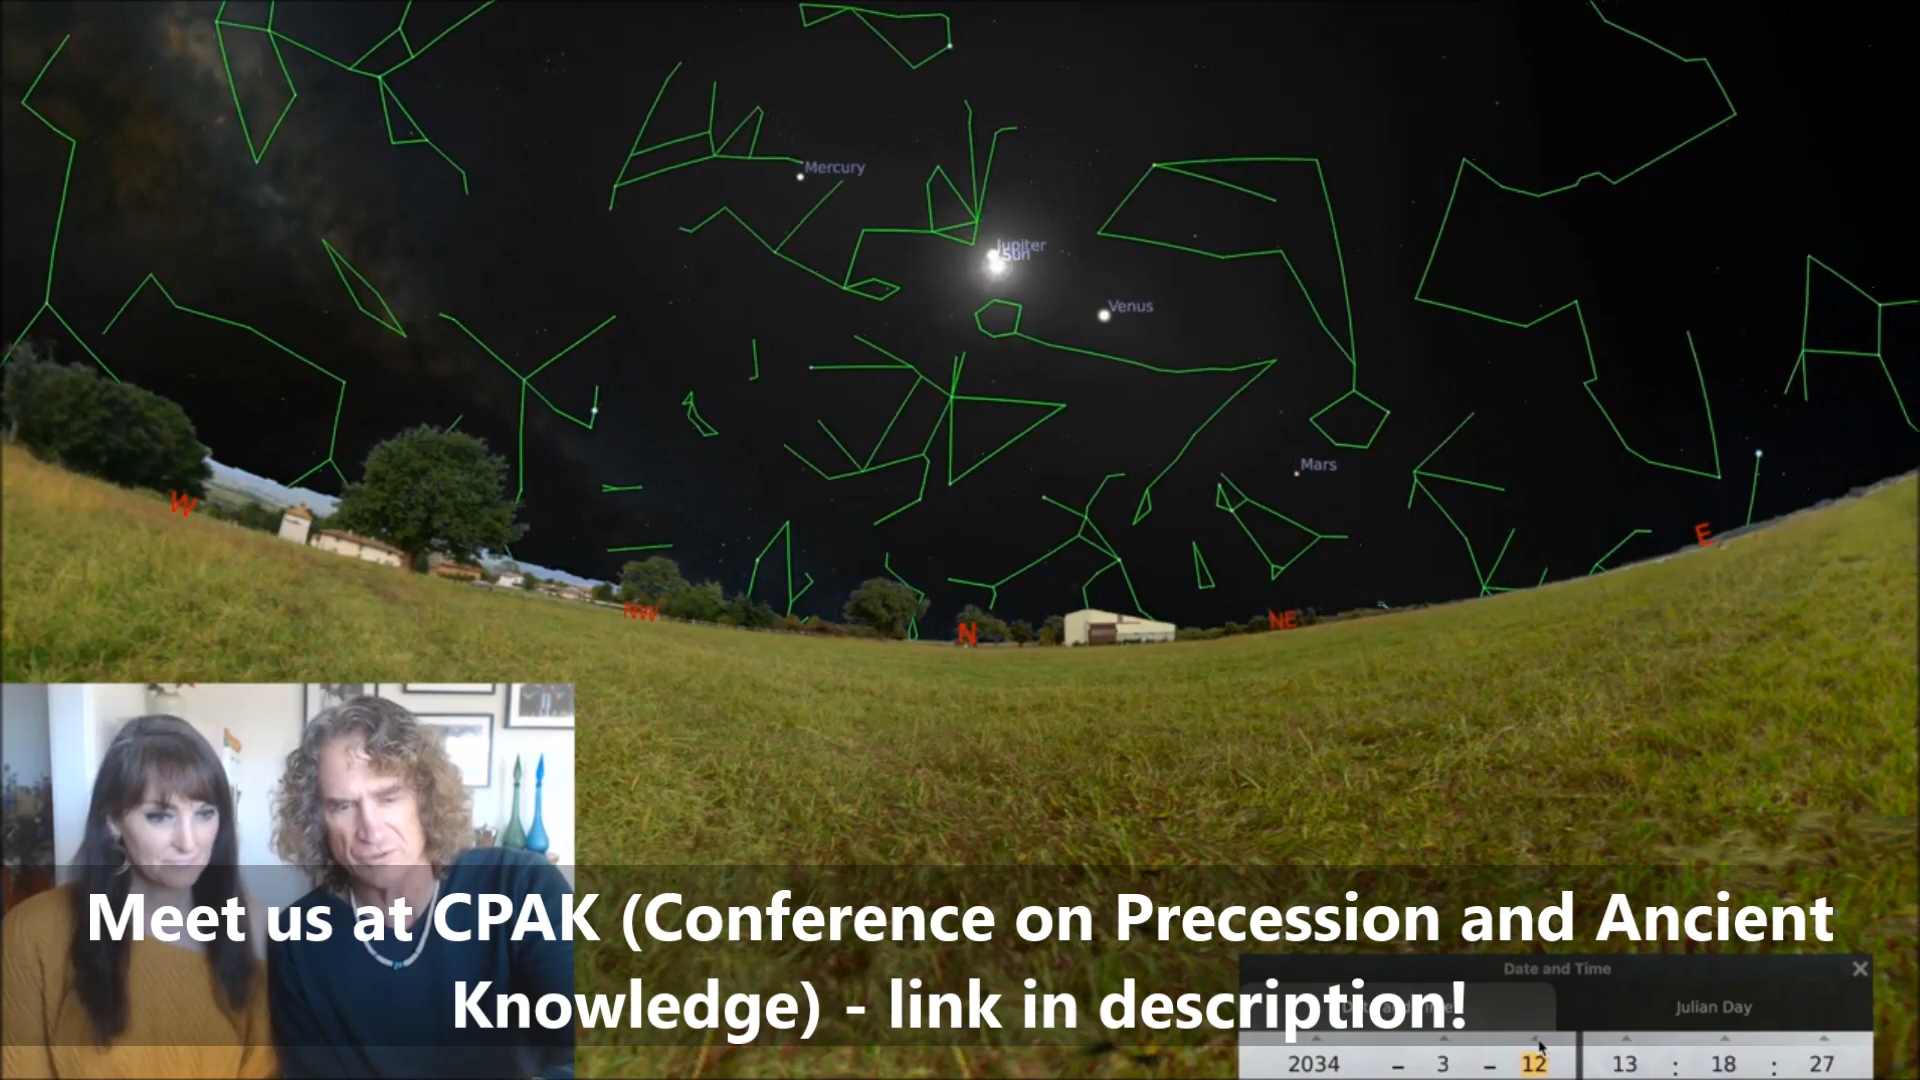 Mercury
Jupiter
Sun
Venus
Mars
W
E
NW
N
NE
Meet us at CPAK (Conference on Precession and Ancient
Knowledge) - link in description!
Date and Time
Julian Day
2034 - 3 - 12 13 : 18 : 27